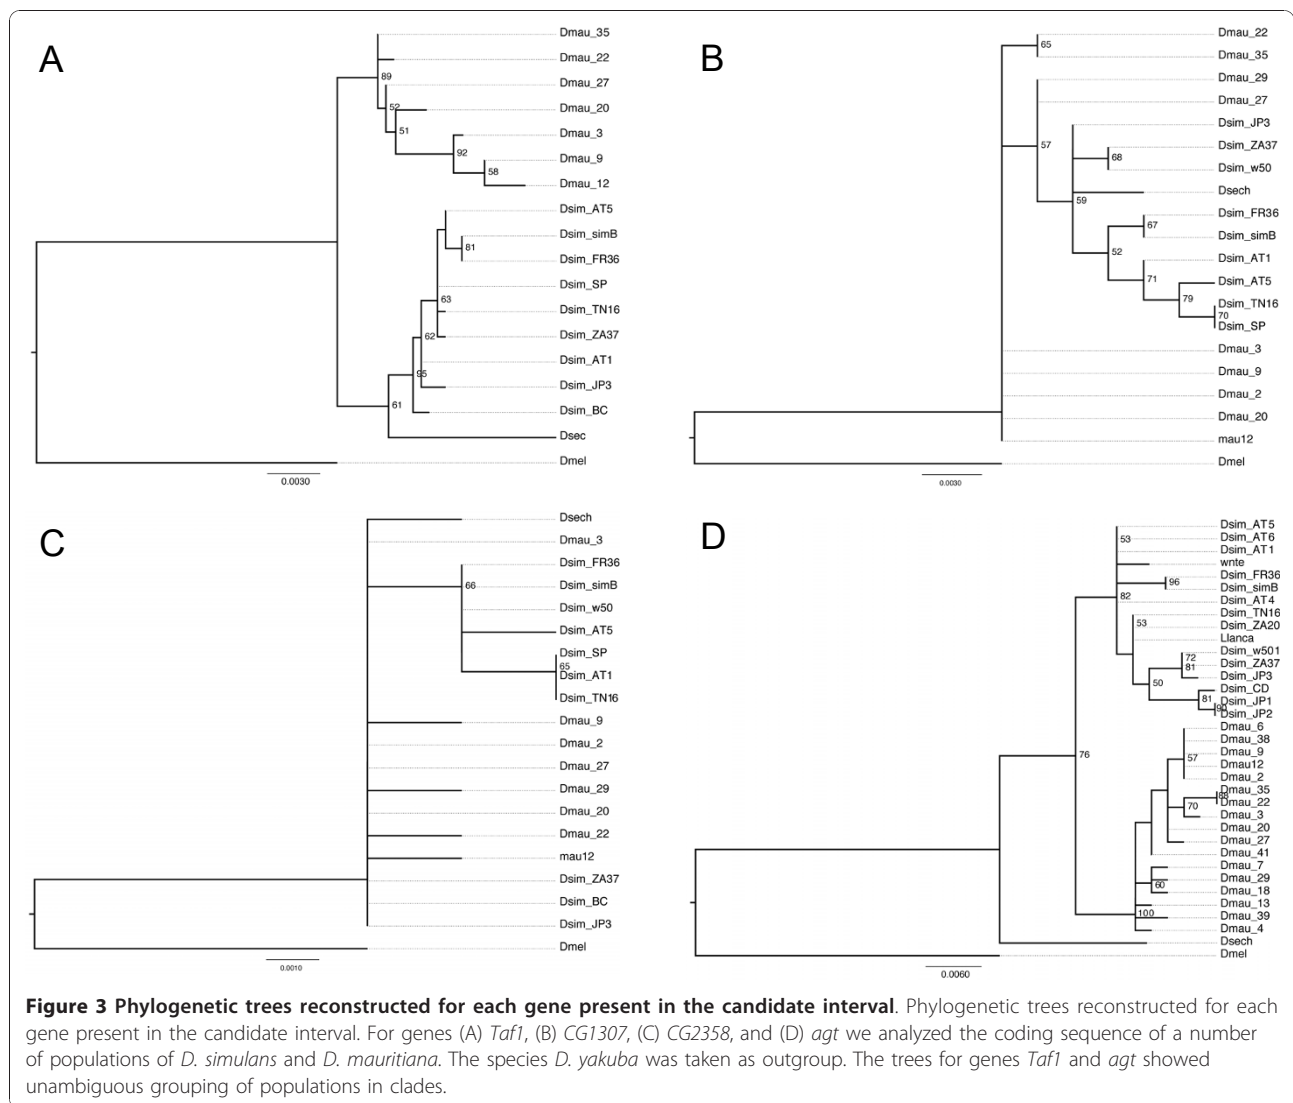 A
Dmau_35
Dmau_22
89
Dmau_27
52
Dmau_20
51
Dmau_3
92
Dmau_9
58
Dmau_12
Dsim_AT5
Dsim_simB
81
Dsim_FR36
Dsim_SP
63
Dsim_TN16
62
Dsim_ZA37
Dsim_AT1
95
Dsim_JP3
61
Dsim_BC
Dsec
Dmel
0.0030
B
Dmau_22
65
Dmau_35
Dmau_29
Dmau_27
Dsim_JP3
57
Dsim_ZA37
68
Dsim_w50
Dsech
59
Dsim_FR36
67
Dsim_simB
52
Dsim_AT1
71
Dsim_AT5
79
Dsim_TN16
70
Dsim_SP
Dmau_3
Dmau_9
Dmau_2
Dmau_20
mau12
Dmel
0.0030
C
Dsech
Dmau_3
Dsim_FR36
66
Dsim_simB
Dsim_w50
Dsim_AT5
Dsim_SP
65
Dsim_AT1
Dsim_TN16
Dmau_9
Dmau_2
Dmau_27
Dmau_29
Dmau_20
Dmau_22
mau12
Dsim_ZA37
Dsim_BC
Dsim_JP3
Dmel
0.0010
D
Dsim_AT5
53
Dsim_AT6
Dsim_AT1
wnte
Dsim_FR36
96
Dsim_simB
82
Dsim_AT4
Dsim_TN16
53
Dsim_ZA20
Llanca
Dsim_w501
72
Dsim_ZA37
81
Dsim_JP3
50
Dsim_CD
81
Dsim_JP1
Dsim_JP2
Dmau_6
Dmau_38
76
Dmau_9
57
Dmau12
Dmau_2
Dmau_35
Dmau_22
70
Dmau_3
Dmau_20
Dmau_27
Dmau_41
Dmau_7
Dmau_29
60
Dmau_18
Dmau_13
100
Dmau_39
Dmau_4
Dsech
Dmel
0.0060
Figure 3 Phylogenetic trees reconstructed for each gene present in the candidate interval. Phylogenetic trees reconstructed for each
gene present in the candidate interval. For genes (A) Taf1, (B) CG1307, (C) CG2358, and (D) agt we analyzed the coding sequence of a number
of populations of D. simulans and D. mauritiana. The species D. yakuba was taken as outgroup. The trees for genes Taf1 and agt showed
unambiguous grouping of populations in clades.